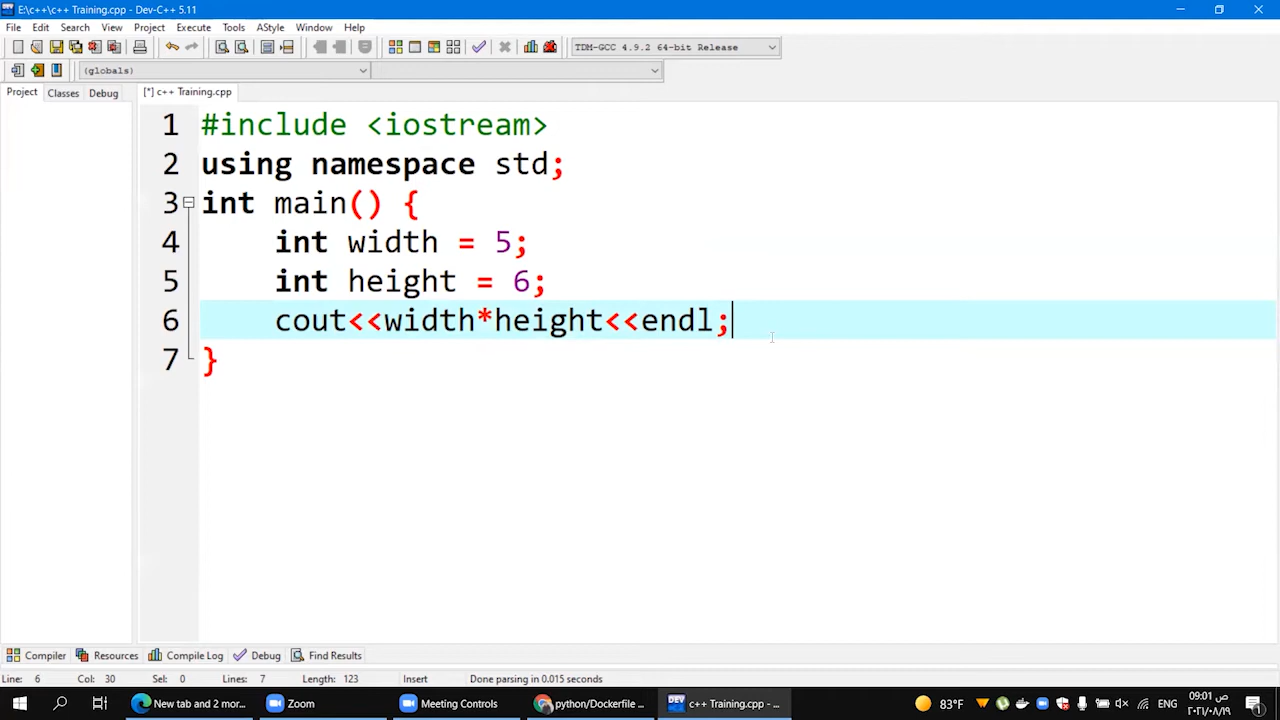 E:\c++\c++ Training.cpp - Dev-C++ 5.11
File Edit Search View Project Execute Tools AStyle Window Help
TDM-GCC 4.9.2 64-bit Release
(globals)
Project Classes Debug [*] c++ Training.cpp
1 #include <iostream>
2 using namespace std;
3 int main() {
4 int width = 5;
5 int height = 6;
6 cout<<width*height<<endl;
7 }
Compiler Resources Compile Log Debug Find Results
Line: 6 Col: 30 Sel: 0 Lines: 7 Length: 123 Insert Done parsing in 0.015 seconds
New tab and 2 mor... Zoom Meeting Controls python/Dockerfile ... c++ Training.cpp - ... 83°F ENG 09:01 ص
٢٠٢١/٠٨/١٩